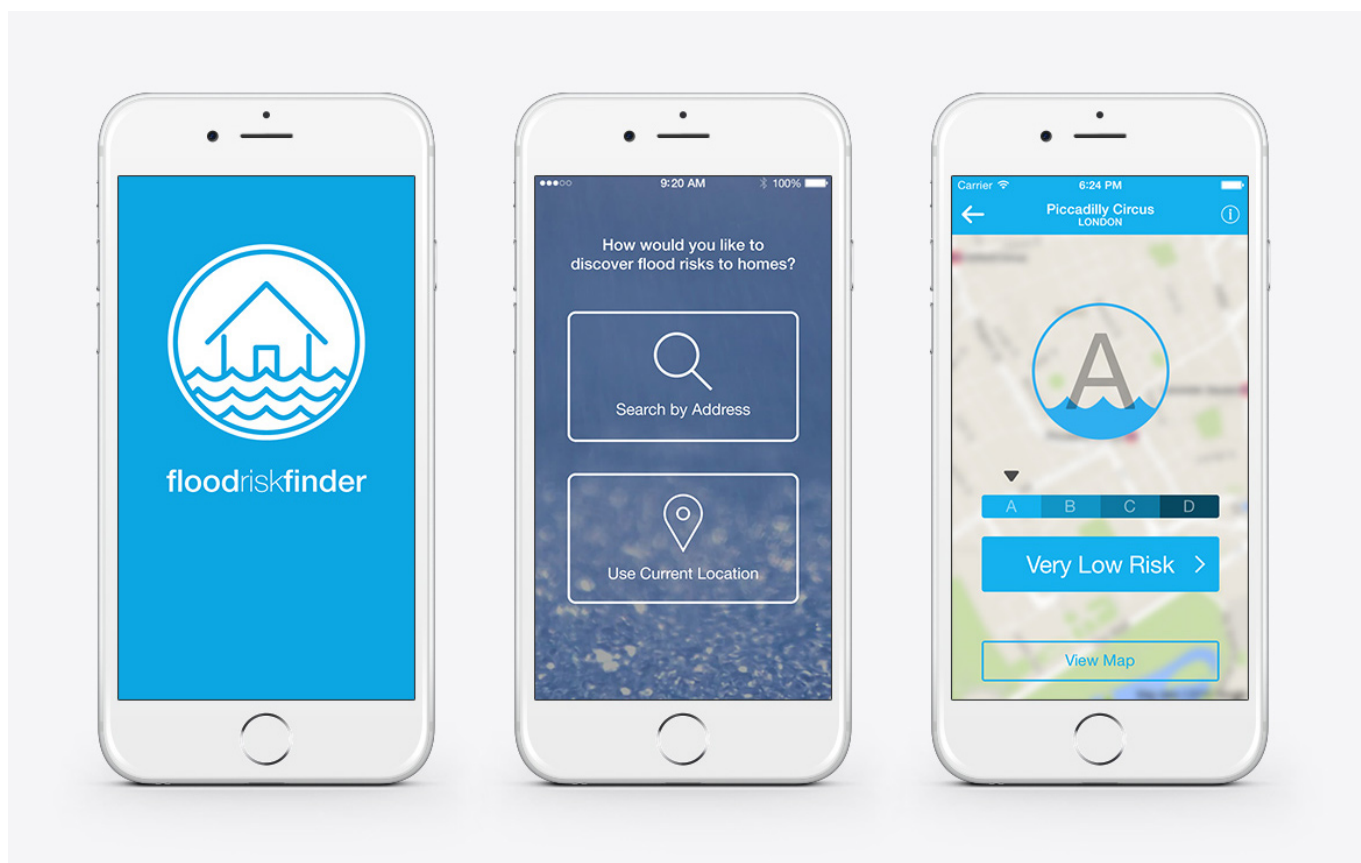 floodriskfinder
9:20 AM
100%
How would you like to
discover flood risks to homes?
Search by Address
Use Current Location
Carrier
6:24 PM
Piccadilly Circus
LONDON
A
A B C D
Very Low Risk
View Map